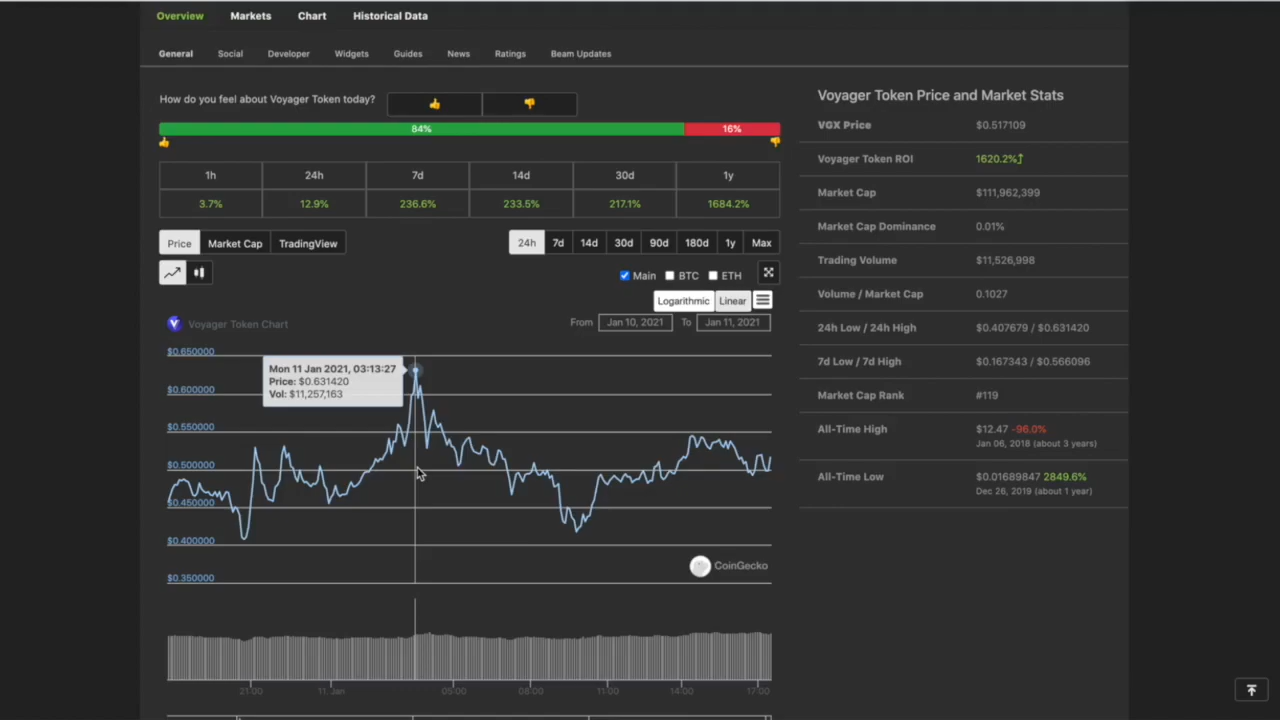 Overview Markets Chart Historical Data
General Social Developer Widgets Guides News Ratings Beam Updates
How do you feel about Voyager Token today?
84% 16%
1h 24h 7d 14d 30d 1y
3.7% 12.9% 236.6% 233.5% 217.1% 1684.2%
Price Market Cap TradingView
24h 7d 14d 30d 90d 180d 1y Max
Main BTC ETH
Logarithmic Linear
Voyager Token Chart
From Jan 10, 2021 To Jan 11, 2021
$0.650000
$0.600000
$0.550000
$0.500000
$0.450000
$0.400000
$0.350000
Mon 11 Jan 2021, 03:13:27
Price: $0.631420
Vol: $11,257,163
CoinGecko
21:00 11. Jan 05:00 08:00 11:00 14:00 17:00
Voyager Token Price and Market Stats
VGX Price $0.517109
Voyager Token ROI 1620.2%
Market Cap $111,962,399
Market Cap Dominance 0.01%
Trading Volume $11,526,998
Volume / Market Cap 0.1027
24h Low / 24h High $0.407679 / $0.631420
7d Low / 7d High $0.167343 / $0.566096
Market Cap Rank #119
All-Time High $12.47 -96.0%
Jan 06, 2018 (about 3 years)
All-Time Low $0.01689847 2849.6%
Dec 26, 2019 (about 1 year)